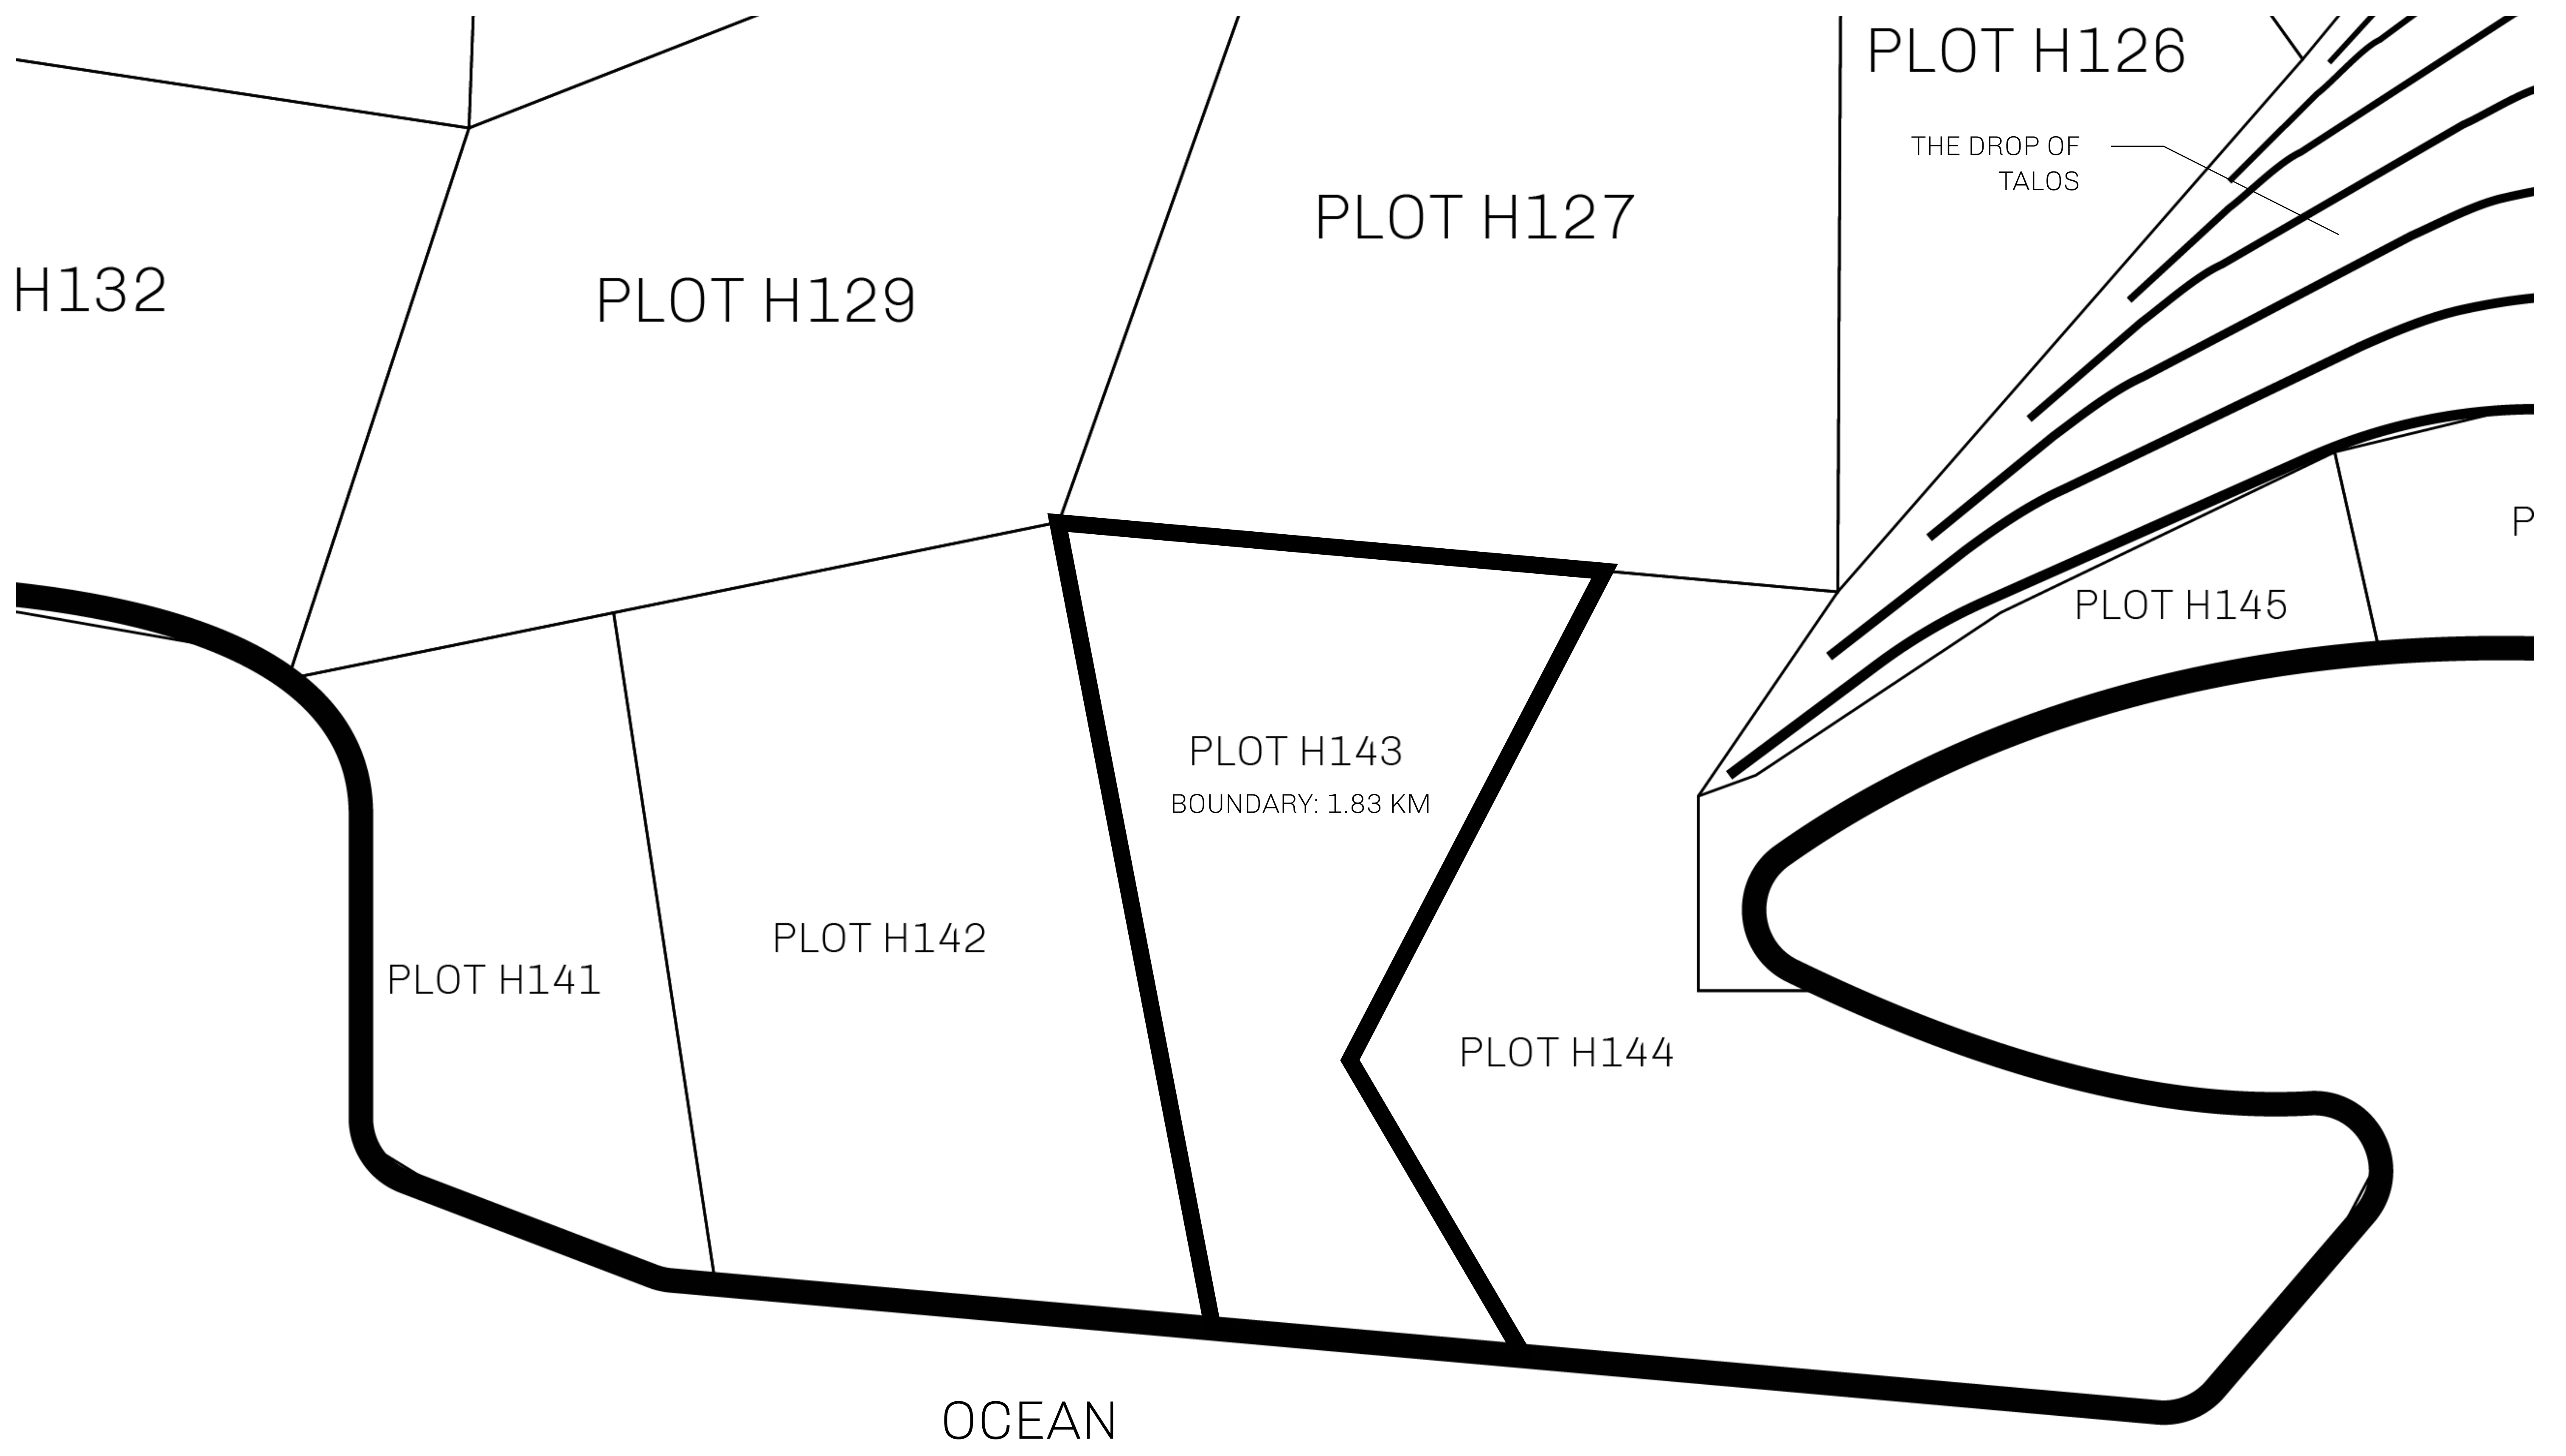 PLOT H126
THE DROP OF
TALOS
PLOT H127
H132
PLOT H129
P
PLOT H145
PLOT H143
BOUNDARY: 1.83 KM
PLOT H142
PLOT H141
PLOT H144
OCEAN